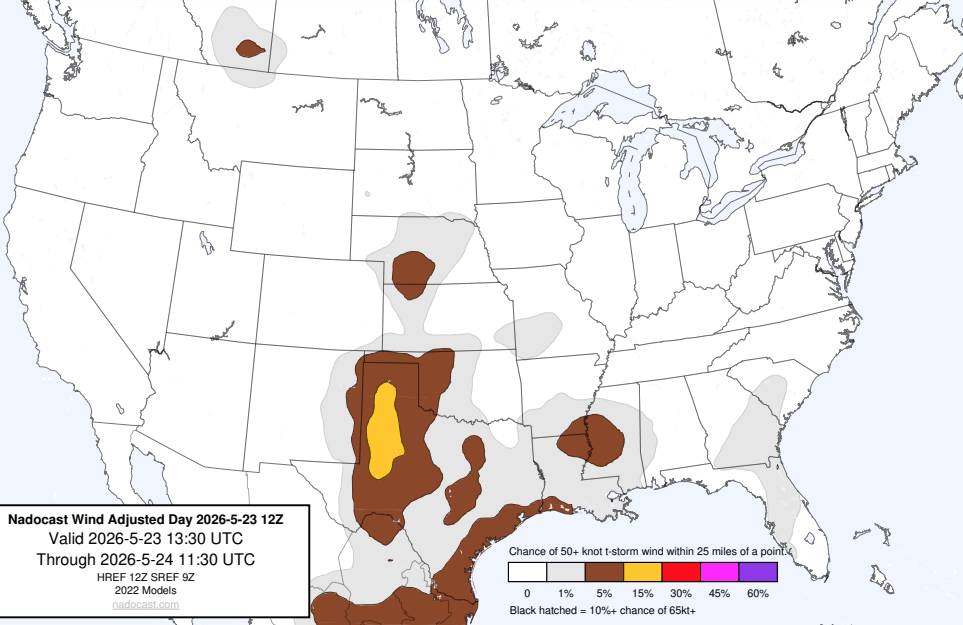 Nadocast Wind Adjusted Day 2026-5-23 12Z
Valid 2026-5-23 13:30 UTC
Through 2026-5-24 11:30 UTC
HREF 12Z SREF 9Z
2022 Models
nadocast.com
Chance of 50+ knot t-storm wind within 25 miles of a point.
0 1% 5% 15% 30% 45% 60%
Black hatched = 10%+ chance of 65kt+